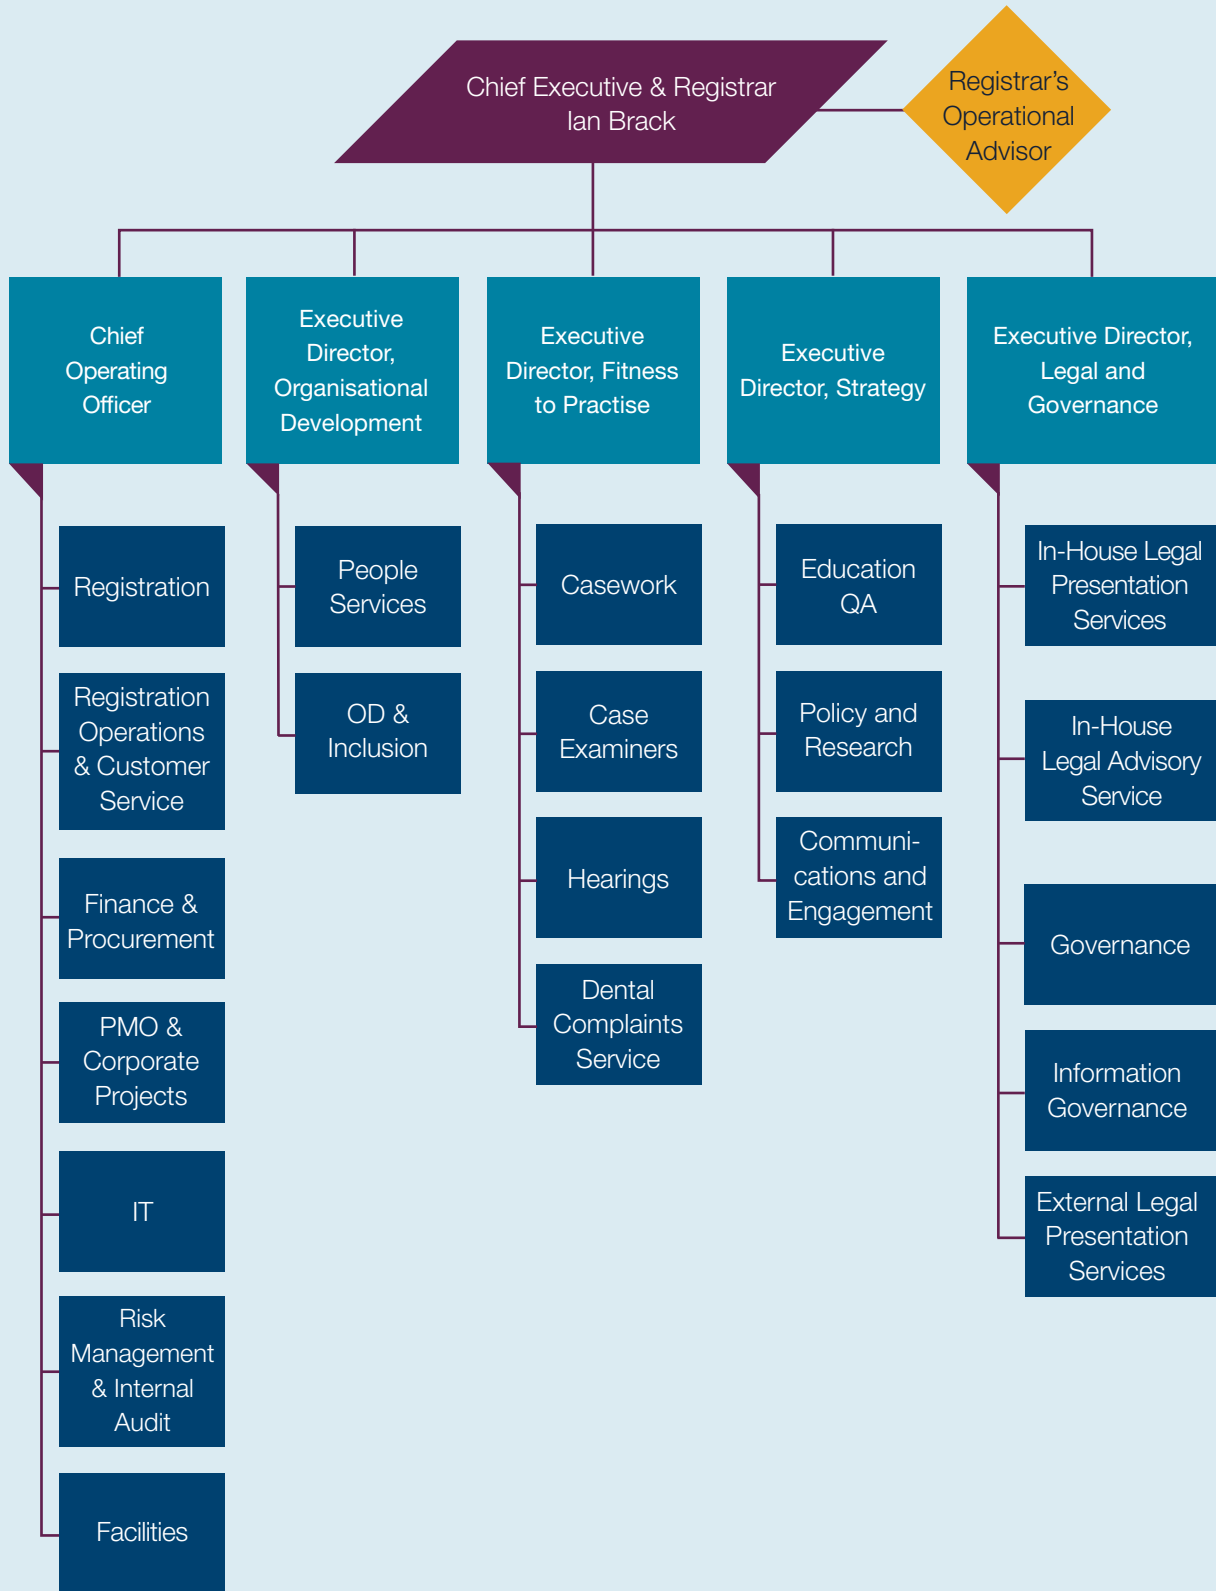 Chief Executive & Registrar
Ian Brack
Registrar's
Operational
Advisor
Chief
Operating
Officer
Executive
Director,
Organisational
Development
Executive
Director, Fitness
to Practise
Executive
Director, Strategy
Executive Director,
Legal and
Governance
Registration
Registration
Operations
& Customer
Service
Finance &
Procurement
PMO &
Corporate
Projects
IT
Risk
Management
& Internal
Audit
Facilities
People
Services
OD &
Inclusion
Casework
Case
Examiners
Hearings
Dental
Complaints
Service
Education
QA
Policy and
Research
Communi-
cations and
Engagement
In-House Legal
Presentation
Services
In-House
Legal Advisory
Service
Governance
Information
Governance
External Legal
Presentation
Services